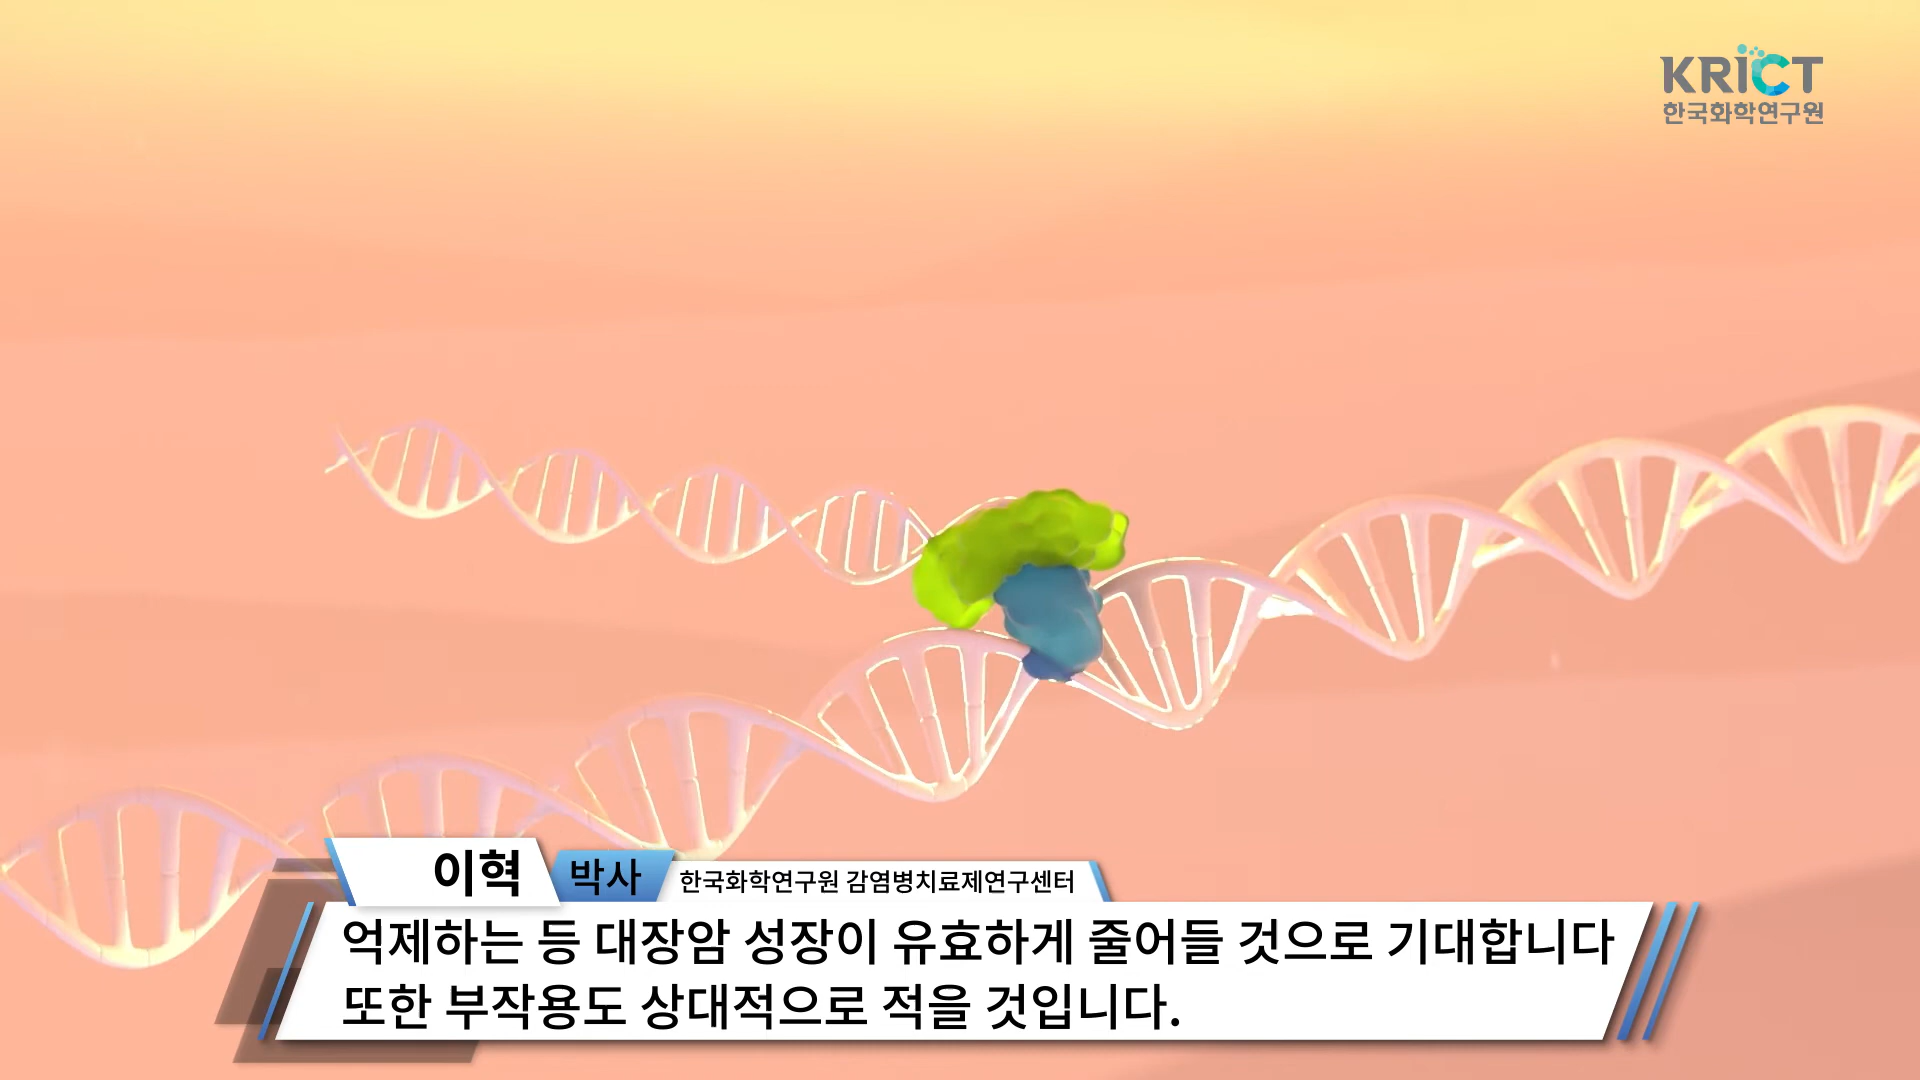 KRICT
한국화학연구원
이혁 박사 한국화학연구원 감염병치료제연구센터
억제하는 등 대장암 성장이 유효하게 줄어들 것으로 기대합니다
또한 부작용도 상대적으로 적을 것입니다.